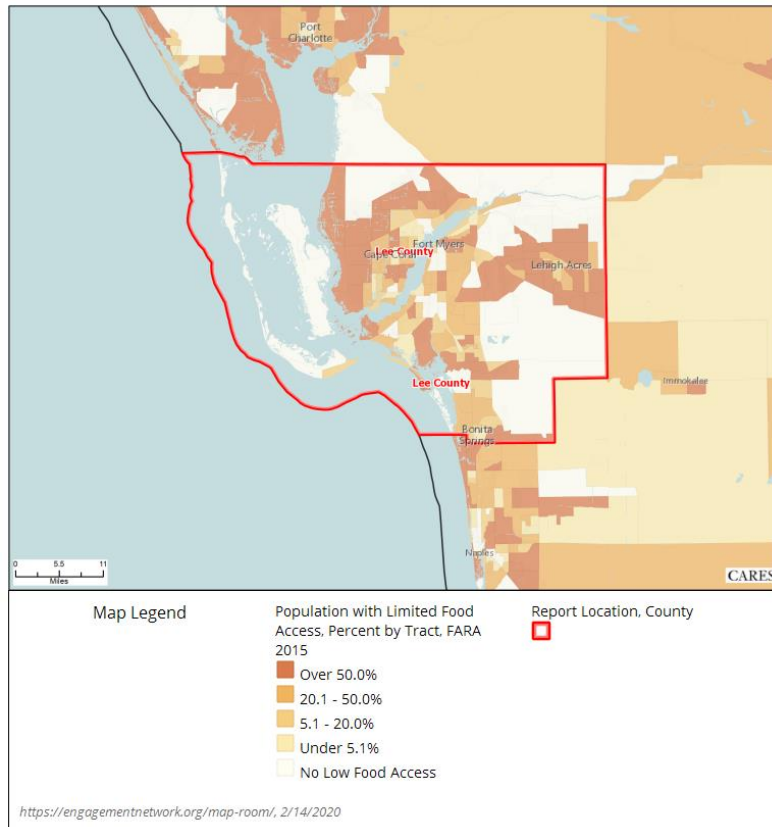 Port
Charlotte
Fort Myers
Lee County
Cape Coral
Lehigh Acres
Lee County
Immokalee
Bonita
Springs
Naples
0 5.5 11
Miles
CARES
Map Legend
Population with Limited Food
Access, Percent by Tract, FARA
2015
Over 50.0%
20.1 - 50.0%
5.1 - 20.0%
Under 5.1%
No Low Food Access
Report Location, County
https://engagementnetwork.org/map-room/, 2/14/2020